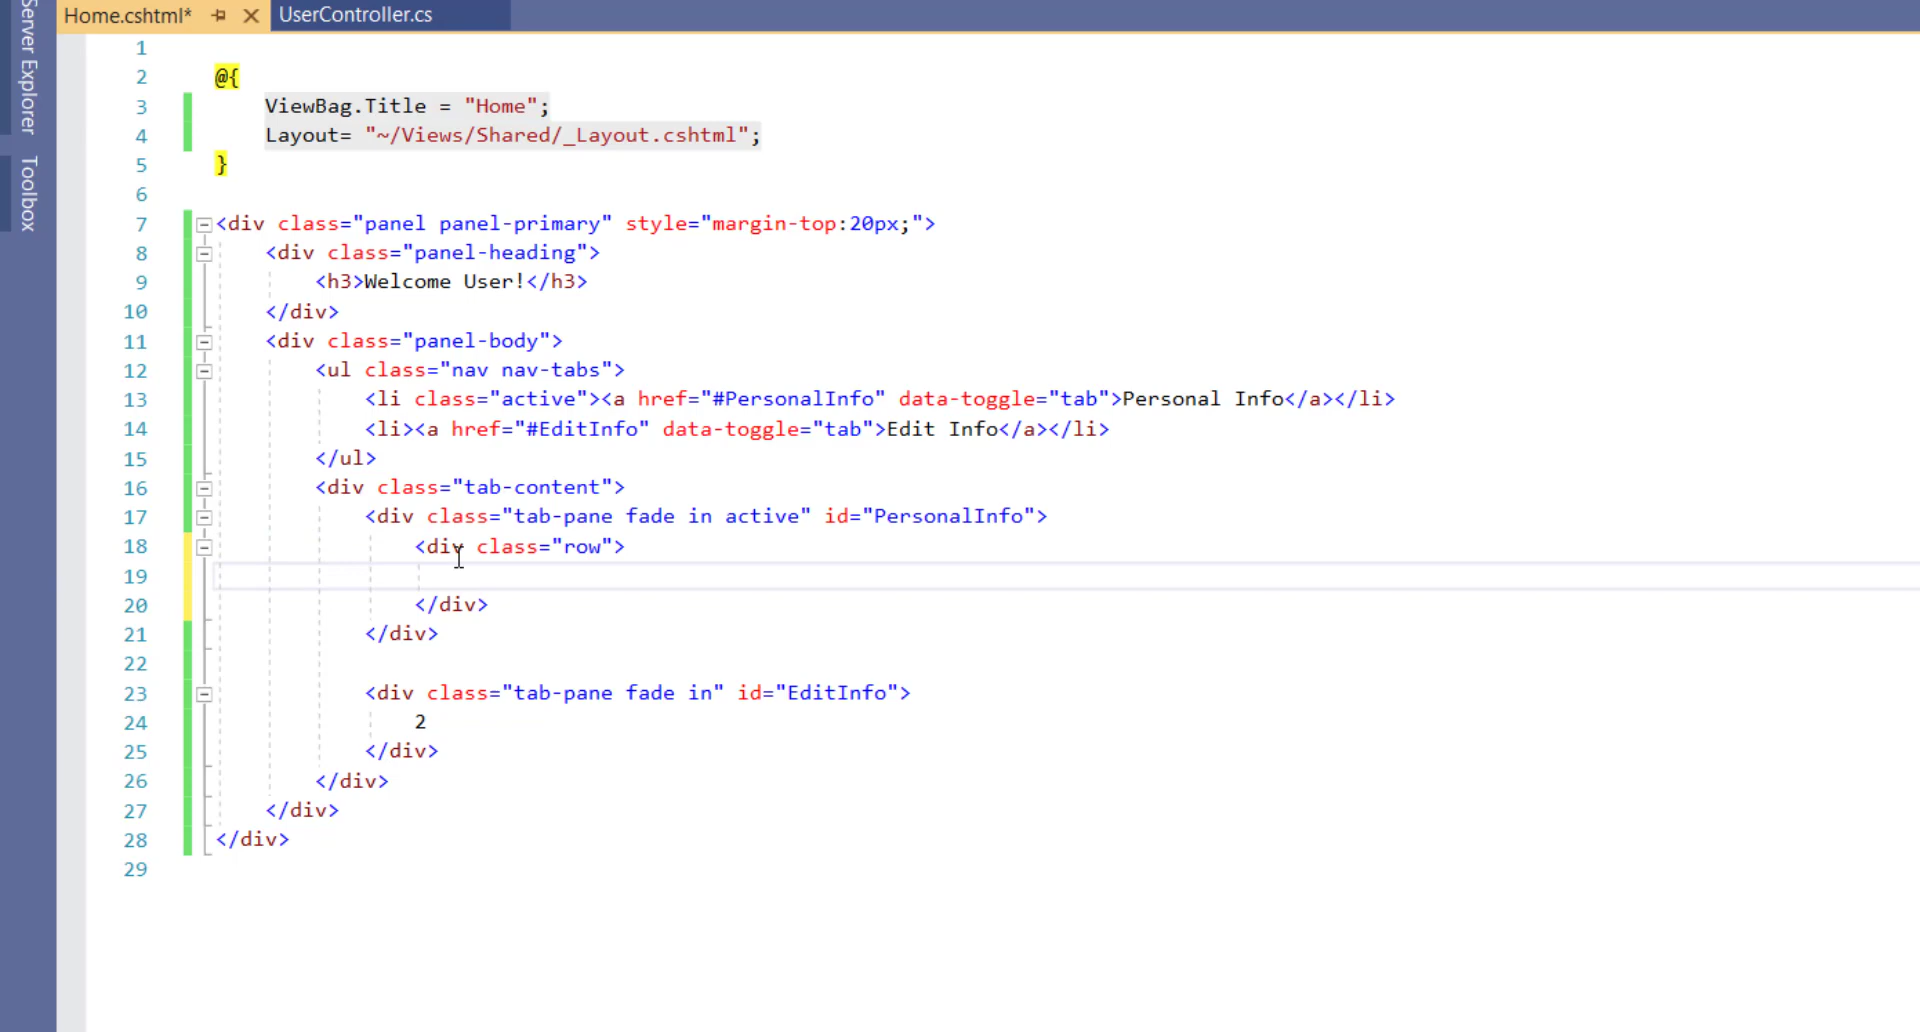 Home.cshtml*
UserController.cs
Server Explorer
Toolbox
1
2 @{
3 ViewBag.Title = "Home";
4 Layout= "~/Views/Shared/_Layout.cshtml";
5 }
6
7 <div class="panel panel-primary" style="margin-top:20px;">
8 <div class="panel-heading">
9 <h3>Welcome User!</h3>
10 </div>
11 <div class="panel-body">
12 <ul class="nav nav-tabs">
13 <li class="active"><a href="#PersonalInfo" data-toggle="tab">Personal Info</a></li>
14 <li><a href="#EditInfo" data-toggle="tab">Edit Info</a></li>
15 </ul>
16 <div class="tab-content">
17 <div class="tab-pane fade in active" id="PersonalInfo">
18 <div class="row">
19
20 </div>
21 </div>
22
23 <div class="tab-pane fade in" id="EditInfo">
24 2
25 </div>
26 </div>
27 </div>
28 </div>
29